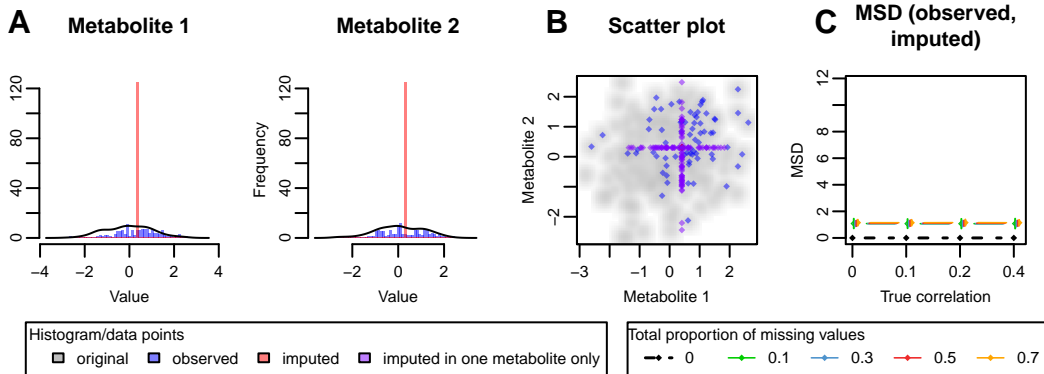 A Metabolite 1 Metabolite 2 B Scatter plot C MSD (observed, imputed)
120
80
40
0
−4 −2 0 2 4
Value
Frequency
120
80
40
0
−2 0 2 4
Value
Metabolite 2
2
1
0
−2
−3 −2 −1 0 1 2
Metabolite 1
MSD
12
8
6
4
2
0
0 0.1 0.2 0.4
True correlation
Histogram/data points
original observed imputed imputed in one metabolite only
Total proportion of missing values
0 0.1 0.3 0.5 0.7